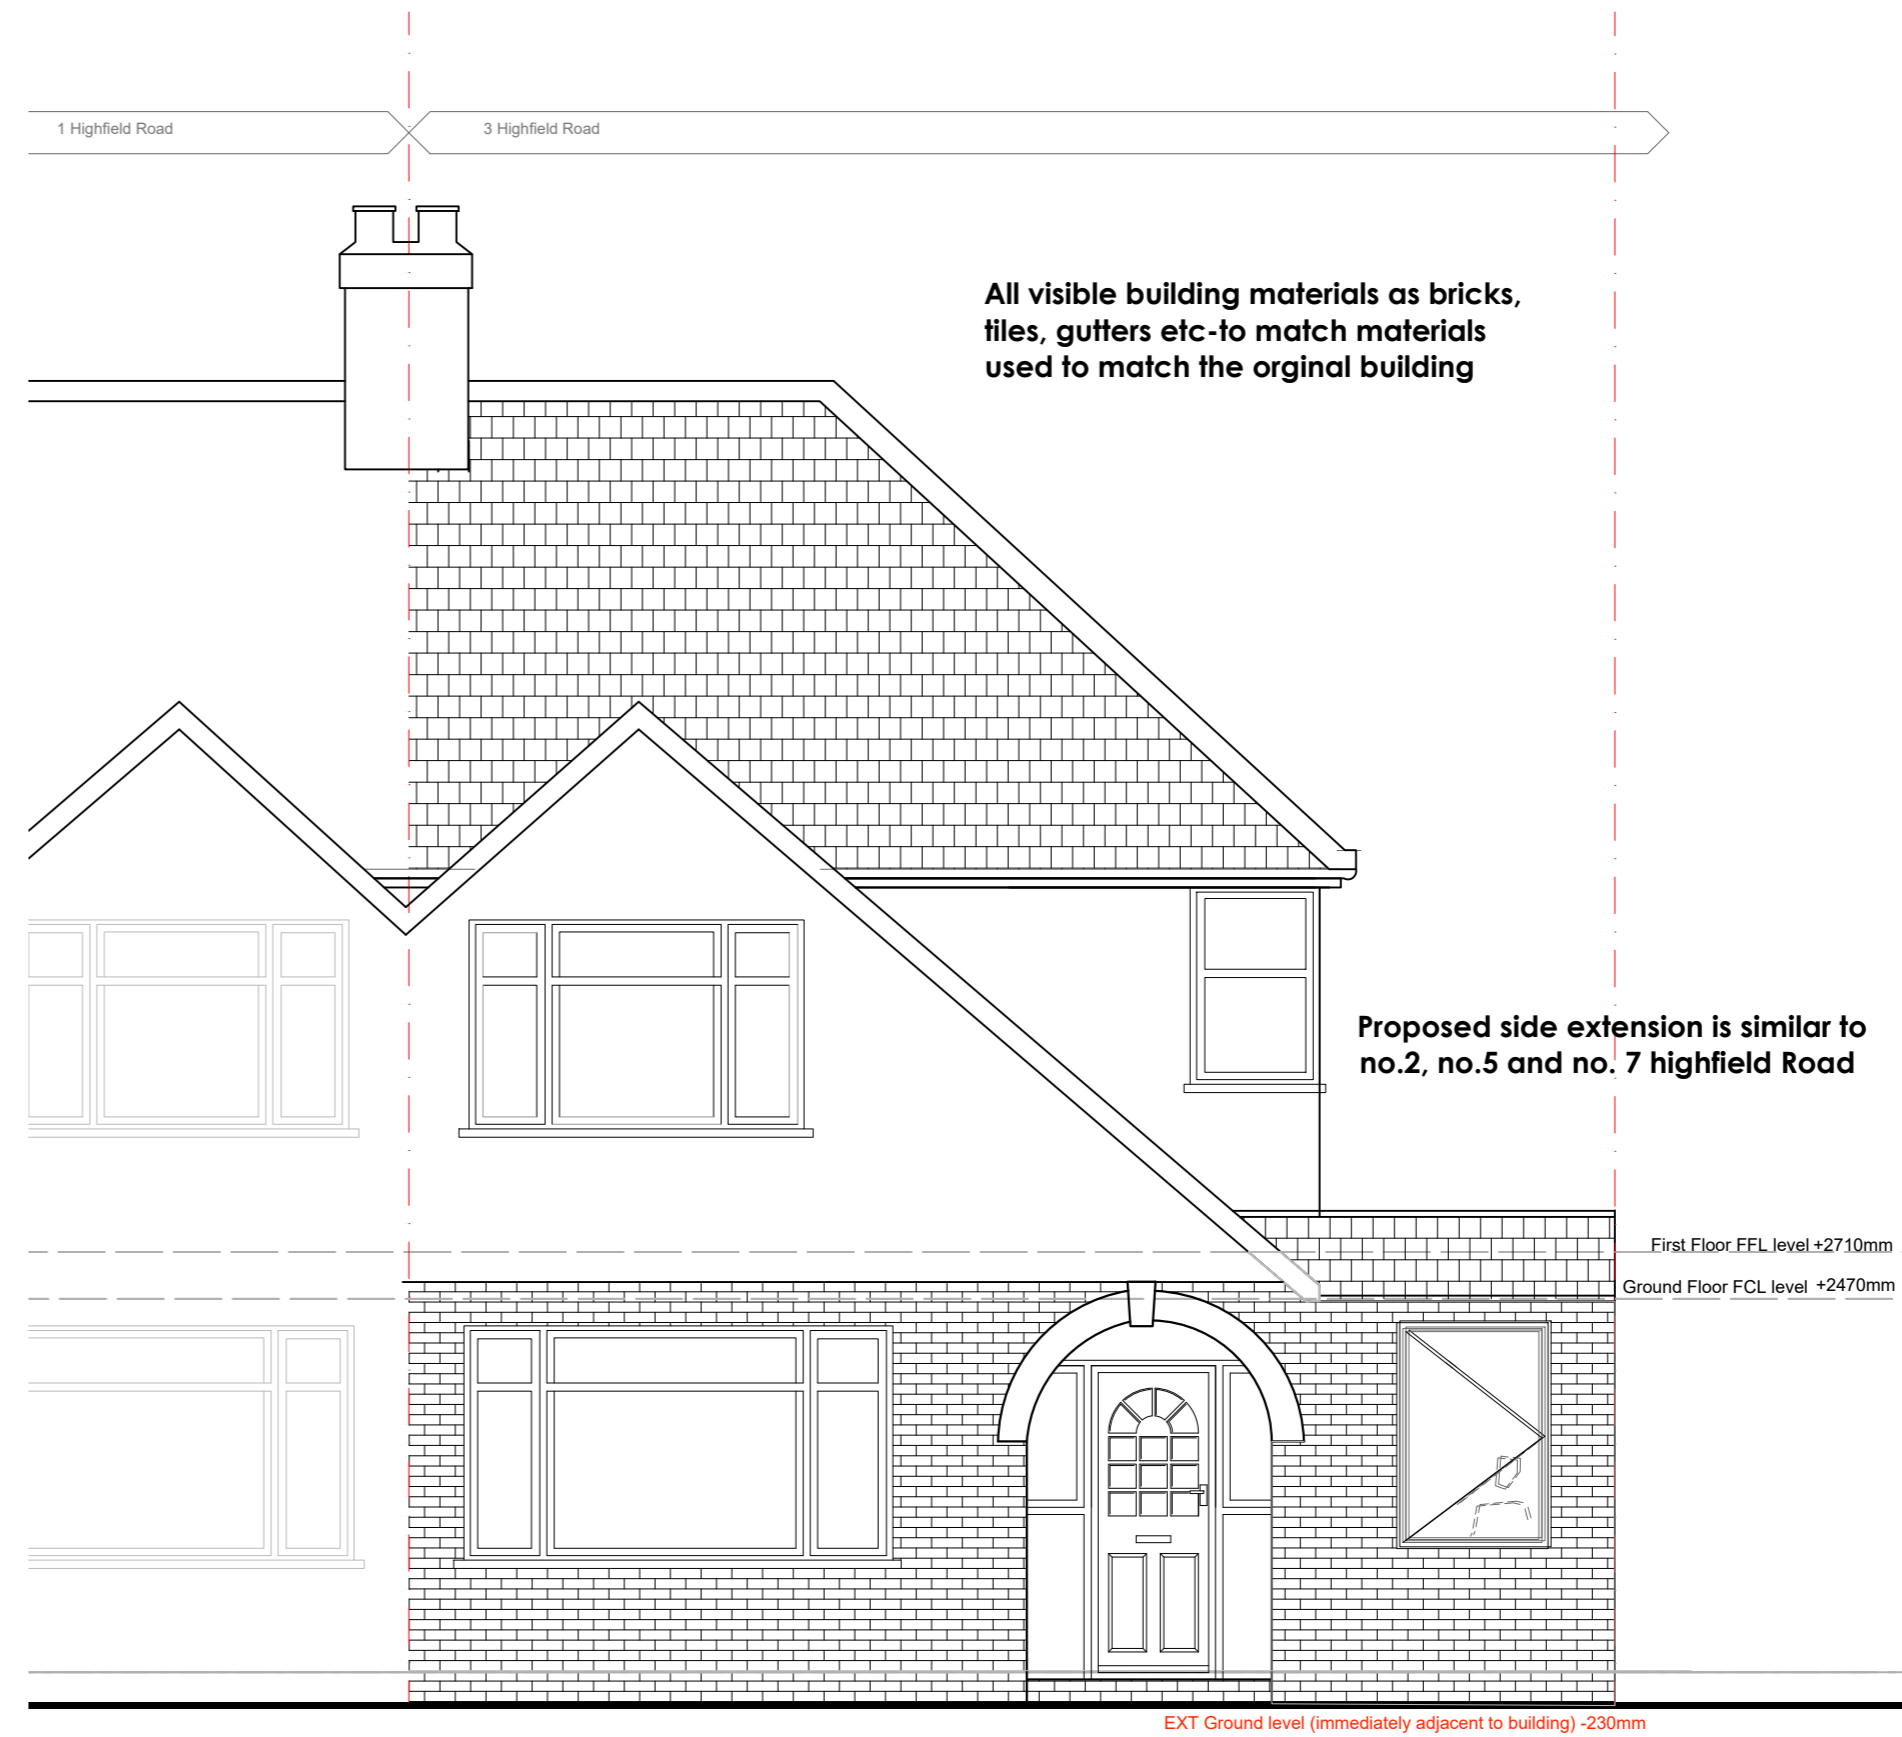 1 Highfield Road
3 Highfield Road
All visible building materials as bricks,
tiles, gutters etc-to match materials
used to match the orginal building
Proposed side extension is similar to
no.2, no.5 and no. 7 highfield Road
First Floor FFL level +2710mm
Ground Floor FCL level +2470mm
EXT Ground level (immediately adjacent to building) -230mm